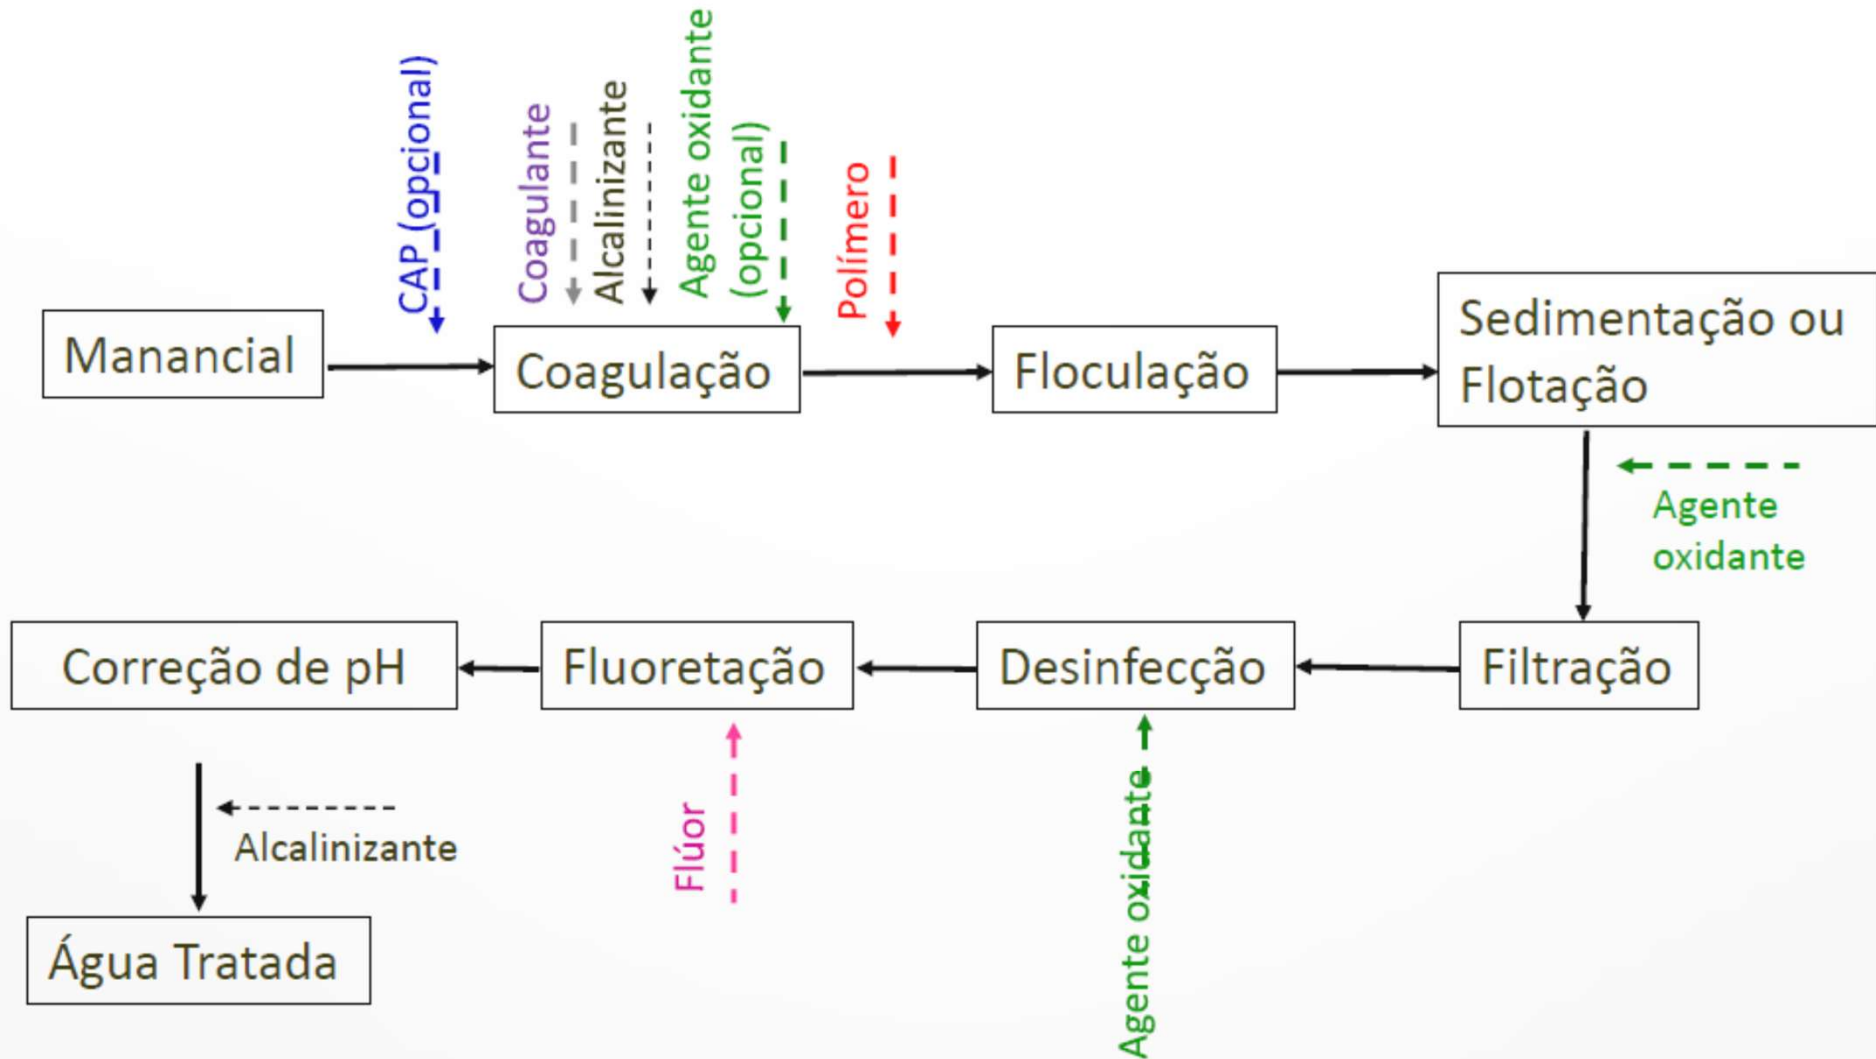 CAP (opcional)
Coagulante
Alcalinizante
Agente oxidante
(opcional)
Polímero
Manancial
Coagulação
Floculação
Sedimentação ou
Flotação
Agente
oxidante
Correção de pH
Fluoretação
Desinfecção
Filtração
Alcalinizante
Flúor
Agente oxidante
Água Tratada